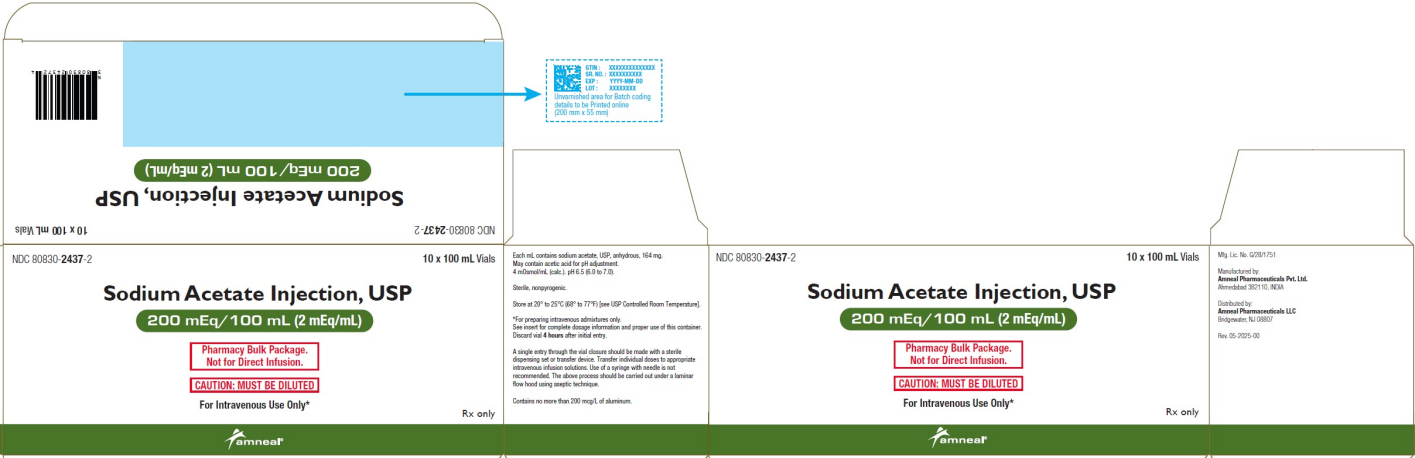 N
3 80830 24372 4
GTIN : XXXXXXXXXXXXXX
SR. NO. : XXXXXXXXXX
EXP : YYYY-MM-DD
LOT : XXXXXXXX
Unvarnished area for Batch coding
details to be Printed online
(200 mm x 55 mm)
NDC 80830-2437-2
10 x 100 mL Vials
Sodium Acetate Injection, USP
200 mEq/100 mL (2 mEq/mL)
NDC 80830-2437-2
10 x 100 mL Vials
Sodium Acetate Injection, USP
200 mEq/100 mL (2 mEq/mL)
Pharmacy Bulk Package.
Not for Direct Infusion.
CAUTION: MUST BE DILUTED
For Intravenous Use Only*
Rx only
amneal®
Each mL contains sodium acetate, USP, anhydrous, 164 mg.
May contain acetic acid for pH adjustment.
4 mOsmol/mL (calc.). pH 6.5 (6.0 to 7.0).
Sterile, nonpyrogenic.
Store at 20° to 25°C (68° to 77°F) [see USP Controlled Room Temperature].
*For preparing intravenous admixtures only.
See insert for complete dosage information and proper use of this container.
Discard vial 4 hours after initial entry.
A single entry through the vial closure should be made with a sterile
dispensing set or transfer device. Transfer individual doses to appropriate
intravenous infusion solutions. Use of a syringe with needle is not
recommended. The above process should be carried out under a laminar
flow hood using aseptic technique.
Contains no more than 200 mcg/L of aluminum.
NDC 80830-2437-2
10 x 100 mL Vials
Sodium Acetate Injection, USP
200 mEq/100 mL (2 mEq/mL)
Pharmacy Bulk Package.
Not for Direct Infusion.
CAUTION: MUST BE DILUTED
For Intravenous Use Only*
Rx only
amneal®
Mfg. Lic. No. G/28/1751
Manufactured by:
Amneal Pharmaceuticals Pvt. Ltd.
Ahmedabad 382110, INDIA
Distributed by:
Amneal Pharmaceuticals LLC
Bridgewater, NJ 08807
Rev. 05-2025-00